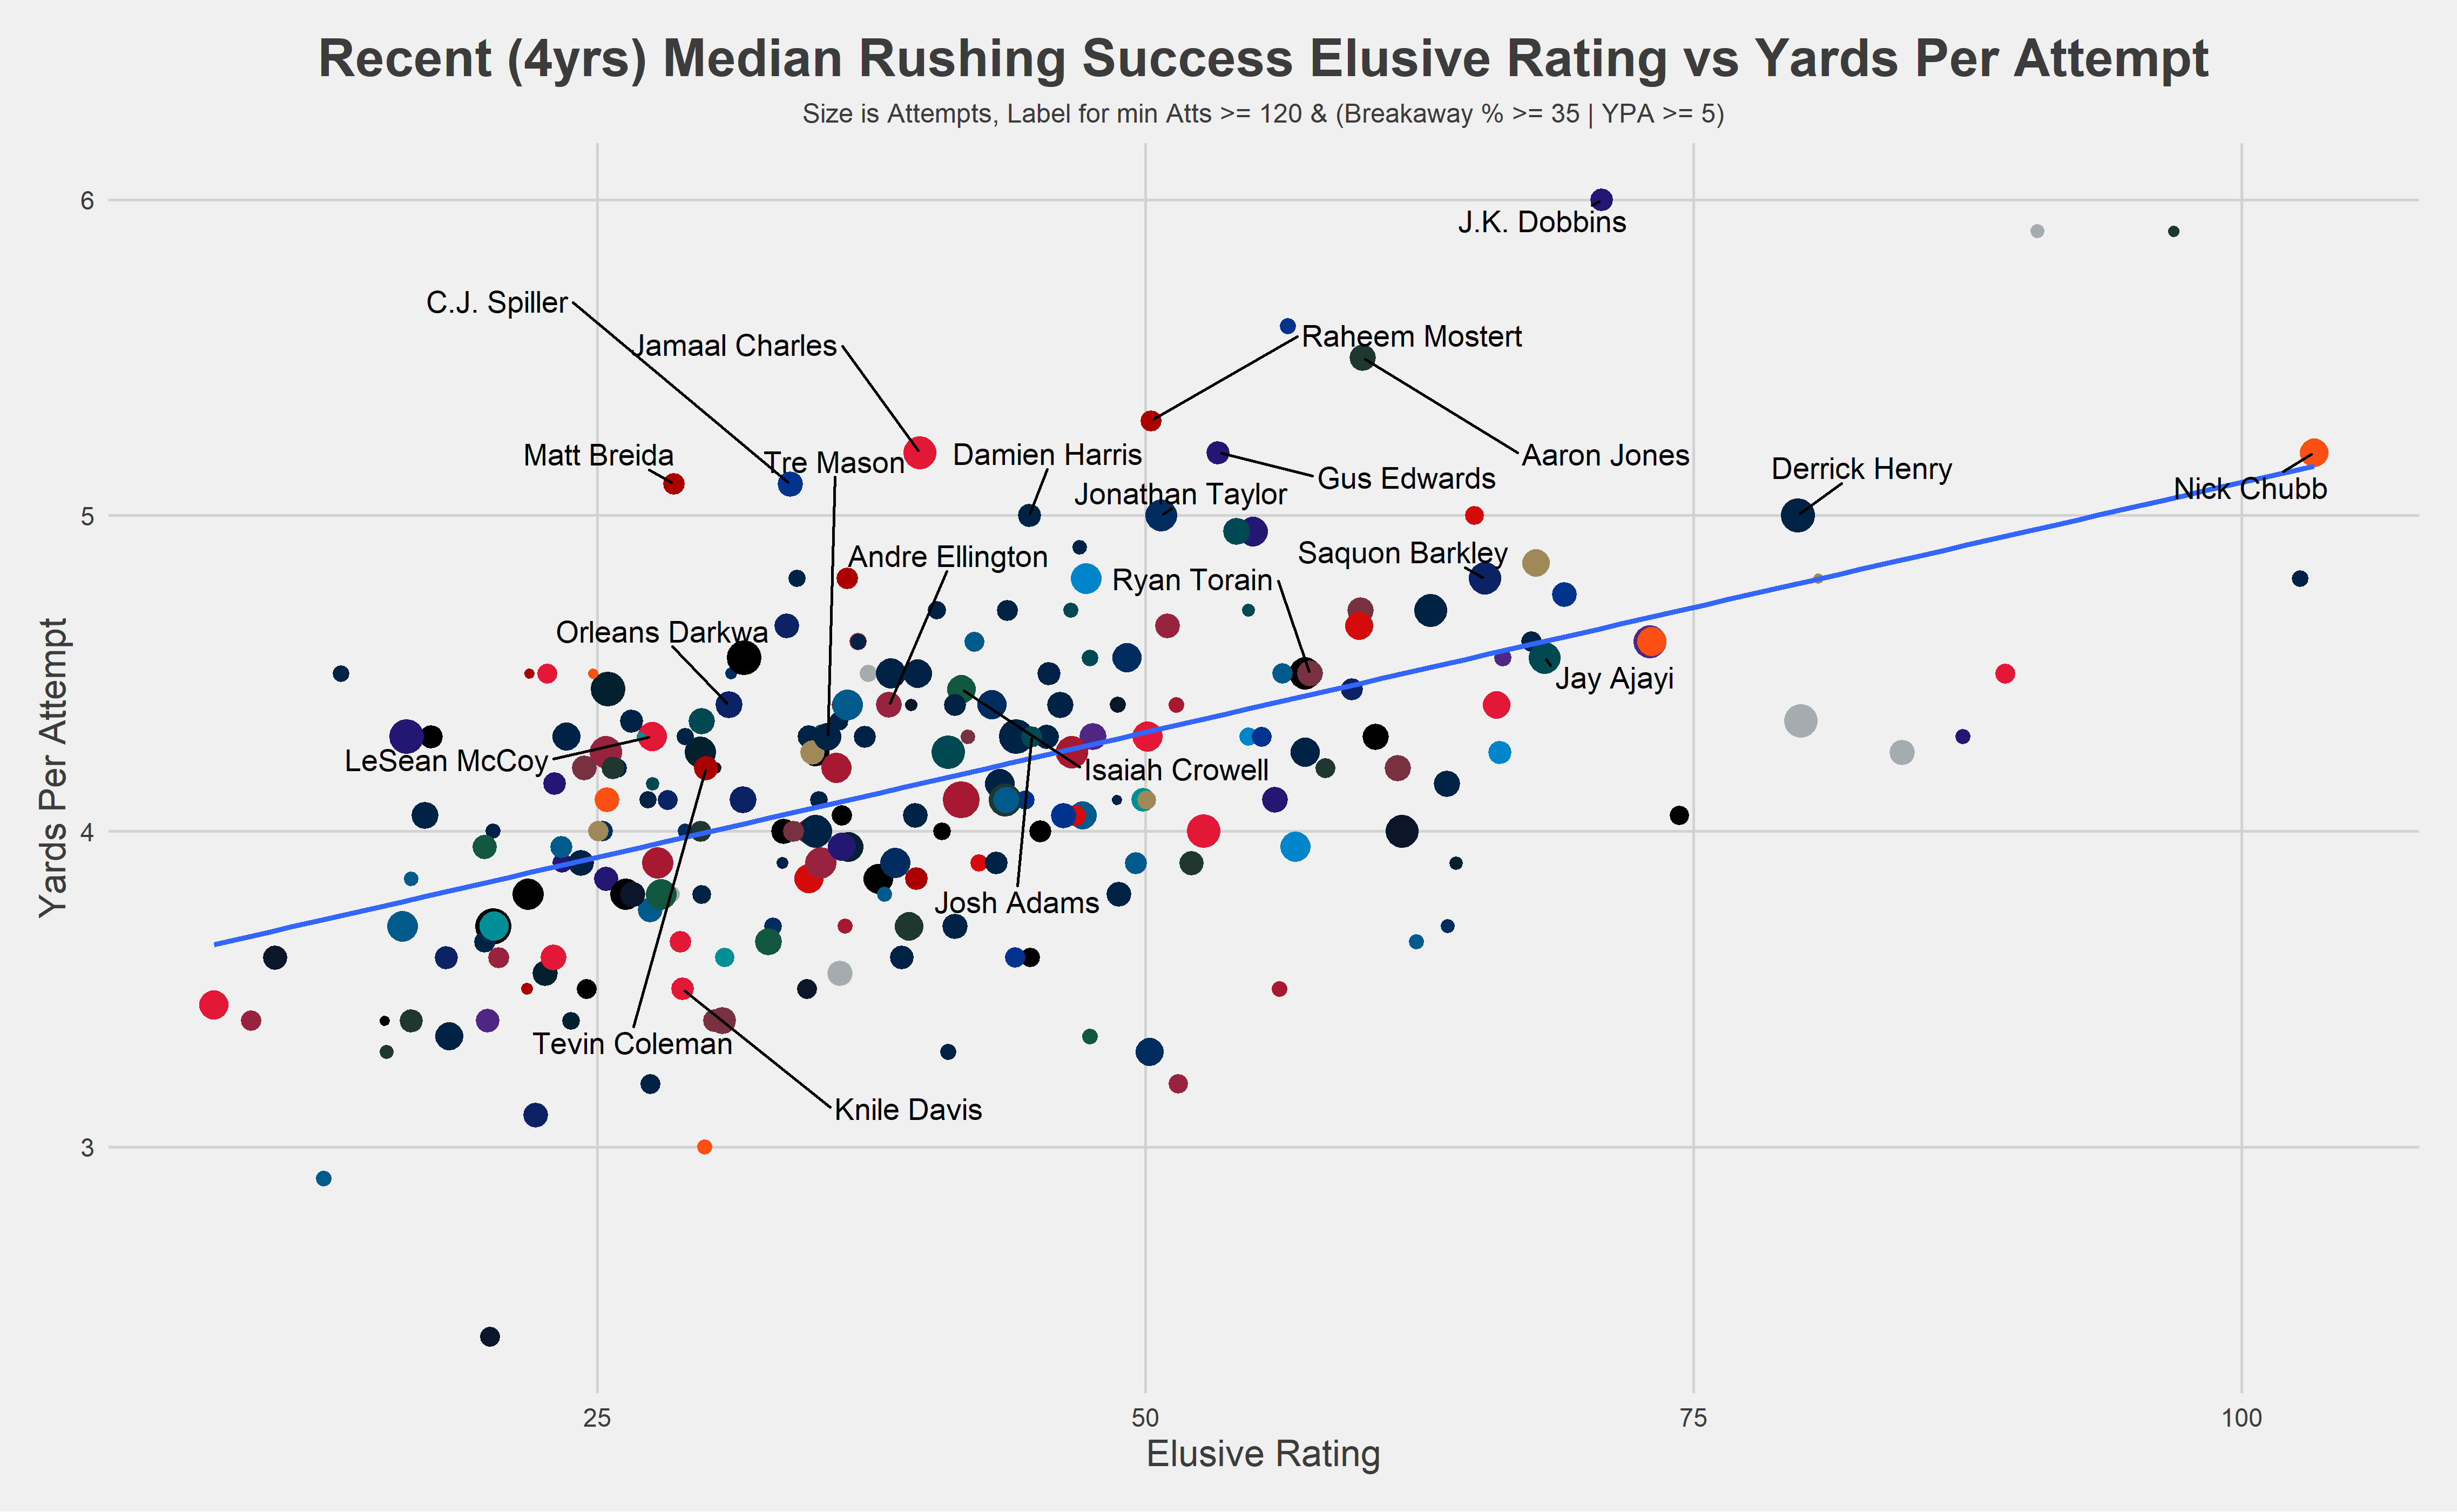 Recent (4yrs) Median Rushing Success Elusive Rating vs Yards Per Attempt
Size is Attempts, Label for min Atts >= 120 & (Breakaway % >= 35 | YPA >= 5)
6
J.K. Dobbins
C.J. Spiller
Jamaal Charles
Raheem Mostert
Matt Breida
Tre Mason
Damien Harris
Aaron Jones
Gus Edwards
Derrick Henry
Nick Chubb
Jonathan Taylor
5
Andre Ellington
Saquon Barkley
Ryan Torain
Orleans Darkwa
Jay Ajayi
LeSean McCoy
Isaiah Crowell
4
Josh Adams
Tevin Coleman
Knile Davis
3
Yards Per Attempt
25
50
75
100
Elusive Rating